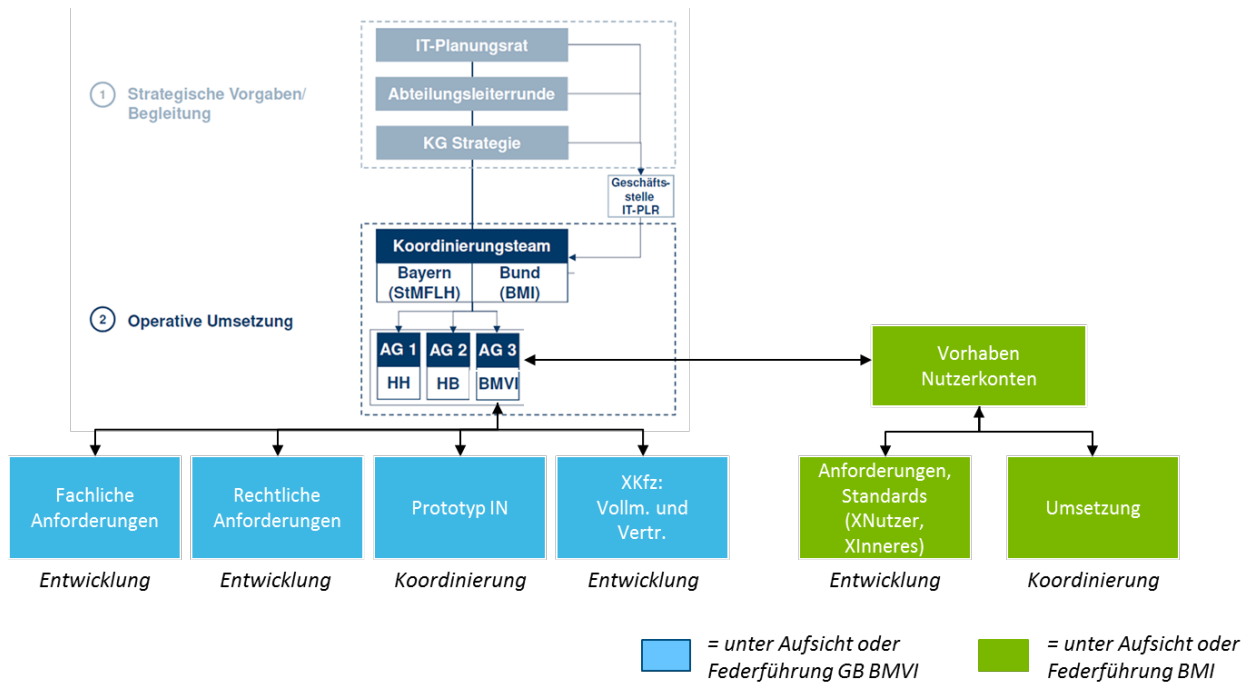 IT-Planungsrat
1
Strategische Vorgaben/
Begleitung
Abteilungsleiterrunde
KG Strategie
Geschäfts-
stelle
IT-PLR
Koordinierungsteam
Bayern
(StMFLH)
Bund
(BMI)
2
Operative Umsetzung
AG 1
HH
AG 2
HB
AG 3
BMVI
Vorhaben
Nutzerkonten
Fachliche
Anforderungen
Entwicklung
Rechtliche
Anforderungen
Entwicklung
Prototyp IN
Koordinierung
XKfz:
Vollm. und
Vertr.
Entwicklung
Anforderungen,
Standards
(XNutzer,
XInneres)
Entwicklung
Umsetzung
Koordinierung
= unter Aufsicht oder
Federführung GB BMVI
= unter Aufsicht oder
Federführung BMI